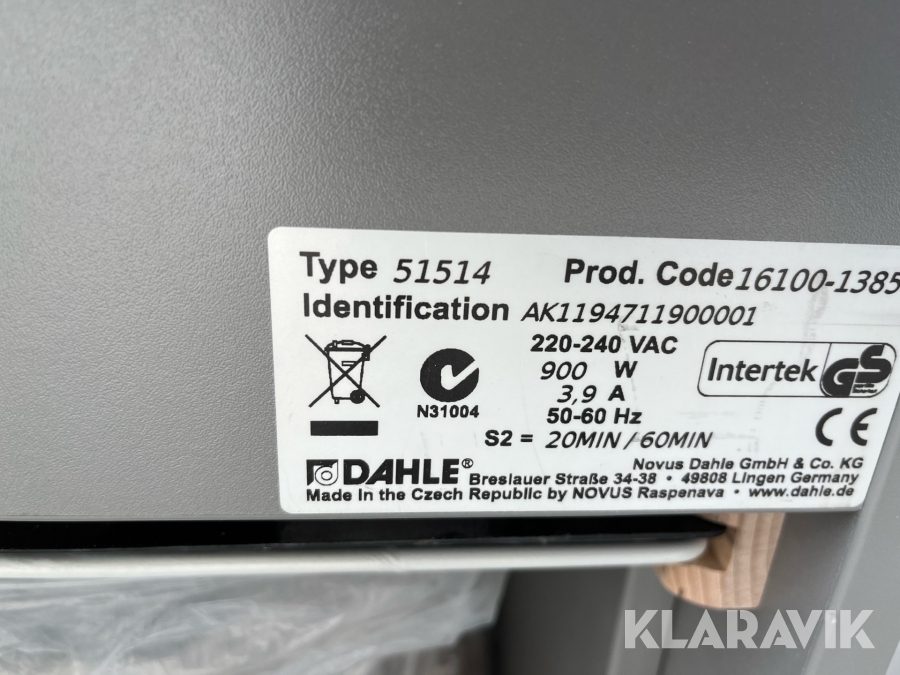 Type 51514 Prod. Code 16100-1385
Identification AK1194711900001
220-240 VAC
900 W
3,9 A
50-60 Hz
N31004
Intertek GS
CE
S2 = 20MIN/60MIN
DAHLE® Novus Dahle GmbH & Co. KG
Breslauer Straße 34-38 • 49808 Lingen Germany
Made in the Czech Republic by NOVUS Raspenava • www.dahle.de
KLARAVIK